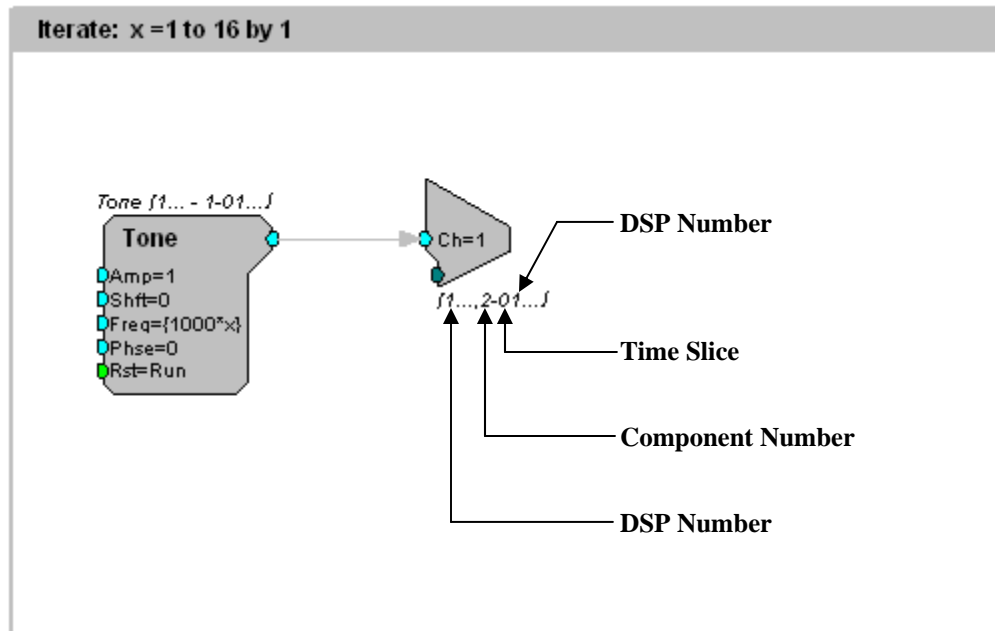 Iterate: x =1 to 16 by 1
Tone [1... - 1-01...]
Tone
Amp=1
Shft=0
Freq={1000*x}
Phse=0
Rst=Run
Ch=1
[1...,2-01...]
DSP Number
Time Slice
Component Number
DSP Number